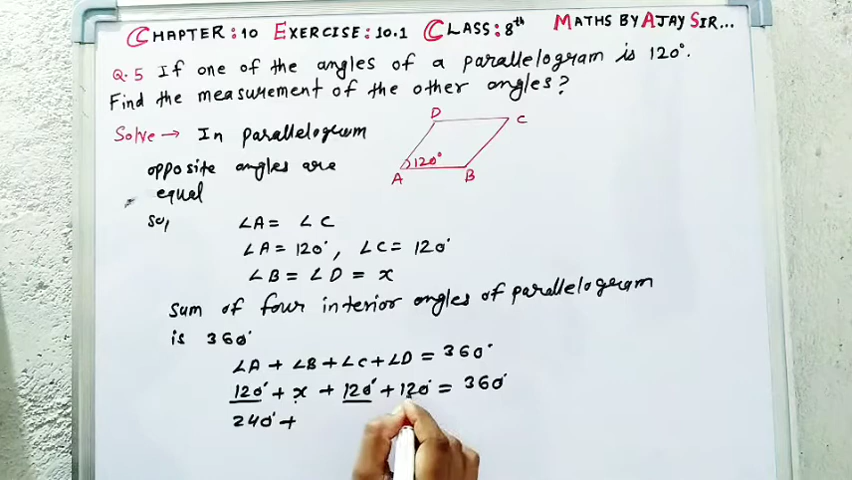 CHAPTER:10 EXERCISE:10.1 CLASS:8th MATHS BY AJAY SIR...
Q.5 If one of the angles of a parallelogram is 120°.
Find the measurement of the other angles?
Solve → In parallelogram
opposite angles are
equal
D C
120°
A B
so,
∠A = ∠C
∠A = 120°, ∠C = 120°
∠B = ∠D = x
Sum of four interior angles of parallelogram
is 360°
∠A + ∠B + ∠C + ∠D = 360°
120° + x + 120° + 120° = 360°
240° +